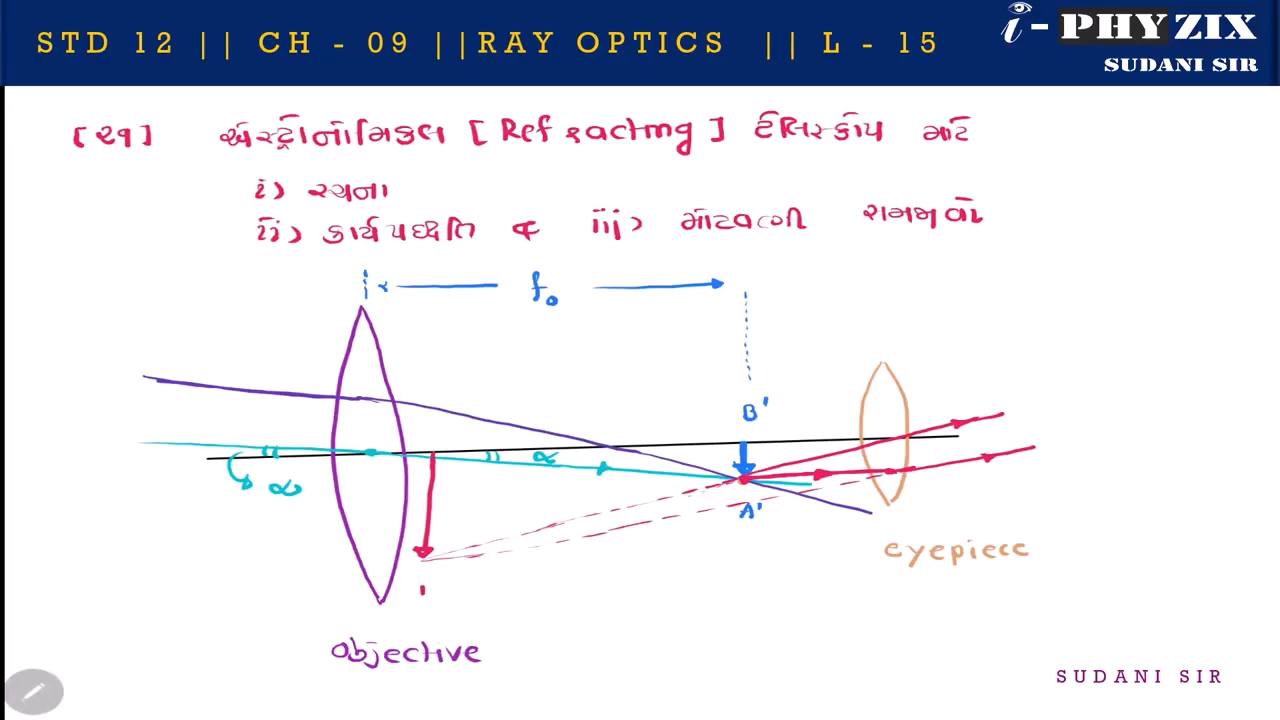 STD 12 || CH - 09 ||RAY OPTICS || L - 15
i-PHYZIX
SUDANI SIR
[૨૧] એસ્ટ્રોનોમિકલ [Refracting] ટેલિસ્કોપ માટે
i) રચના
ii) કાર્યપદ્ધતિ & iii) મોટવણી સમજાવો
f₀
B'
α
α
A'
eyepiece
objective
SUDANI SIR